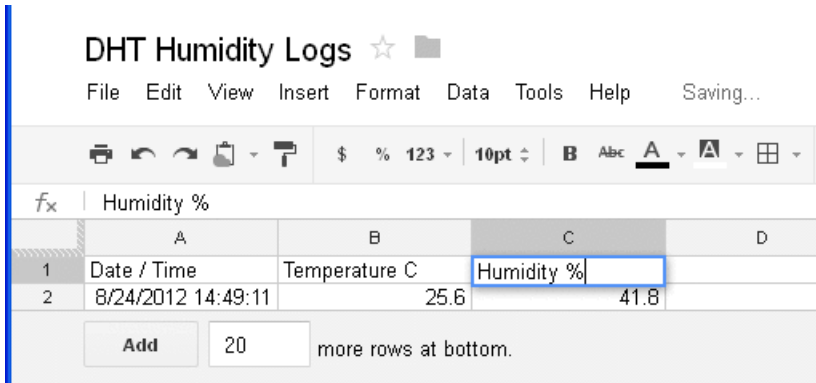 DHT Humidity Logs
File Edit View Insert Format Data Tools Help Saving...
$ % 123 10pt B Abc A A
fx Humidity %
A B C D
1 Date / Time Temperature C Humidity %
2 8/24/2012 14:49:11 25.6 41.8
Add 20 more rows at bottom.